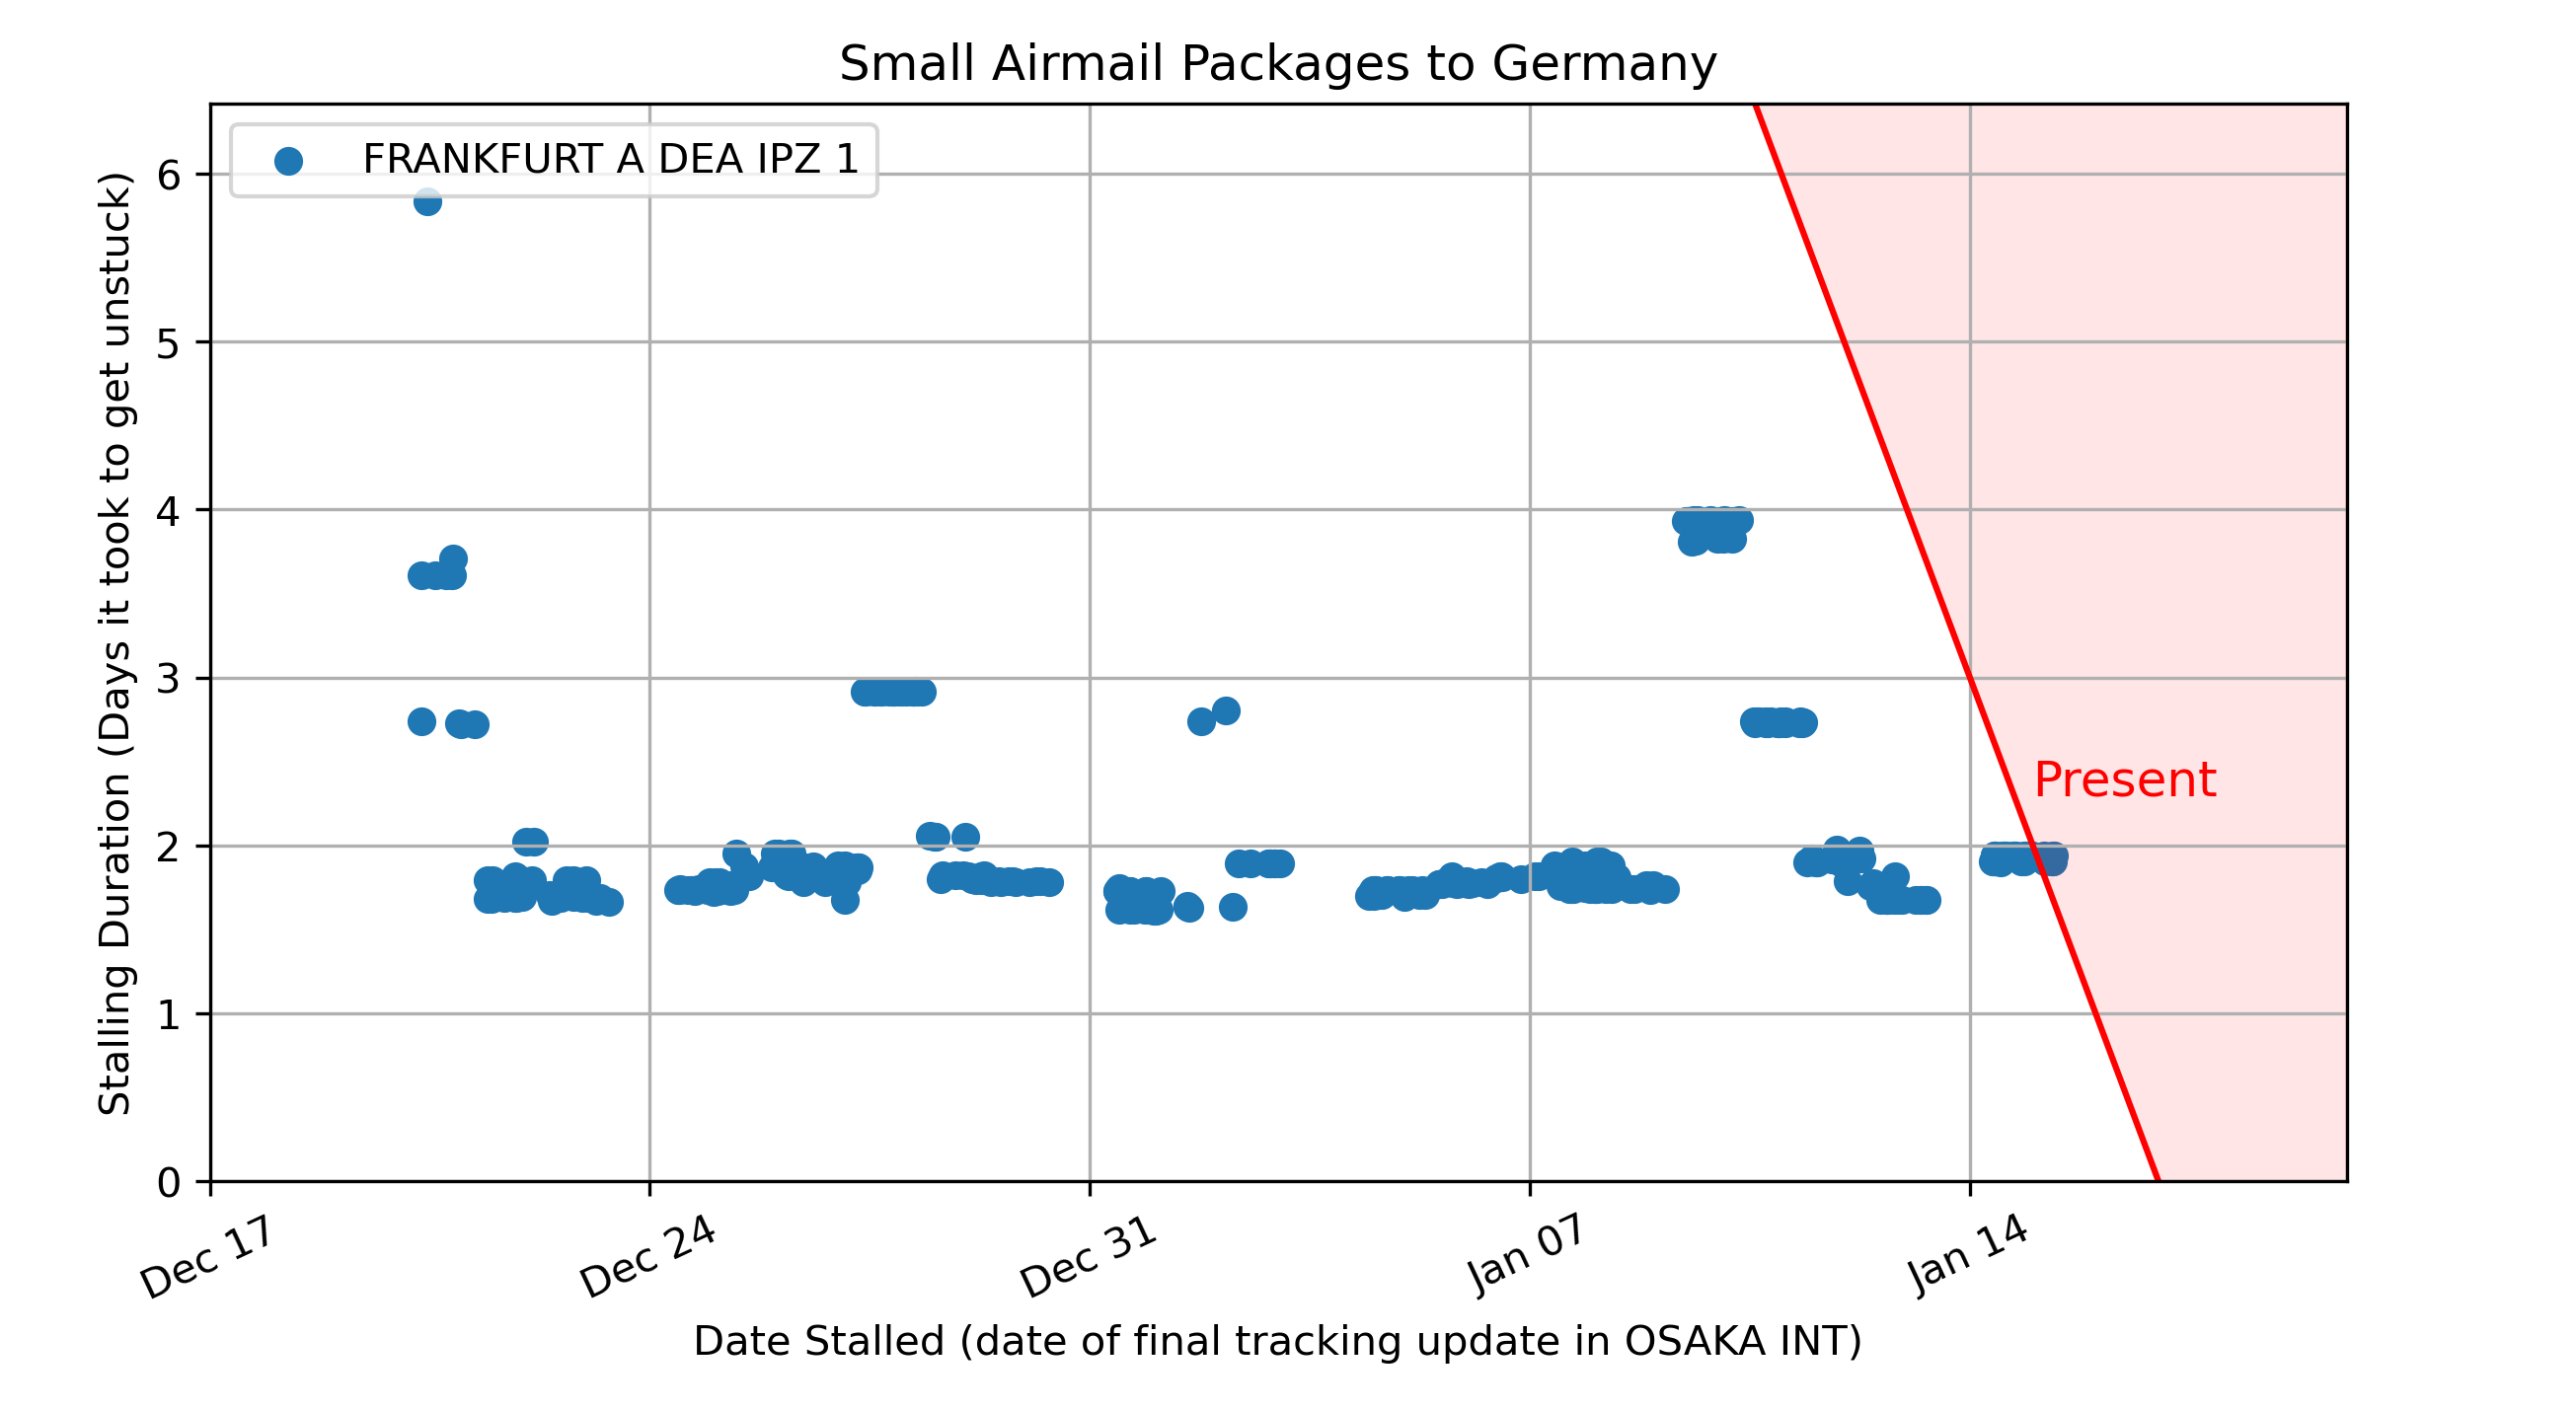 Small Airmail Packages to Germany
FRANKFURT A DEA IPZ 1
Stalling Duration (Days it took to get unstuck)
6
5
4
3
2
1
0
Present
Dec 17
Dec 24
Dec 31
Jan 07
Jan 14
Date Stalled (date of final tracking update in OSAKA INT)